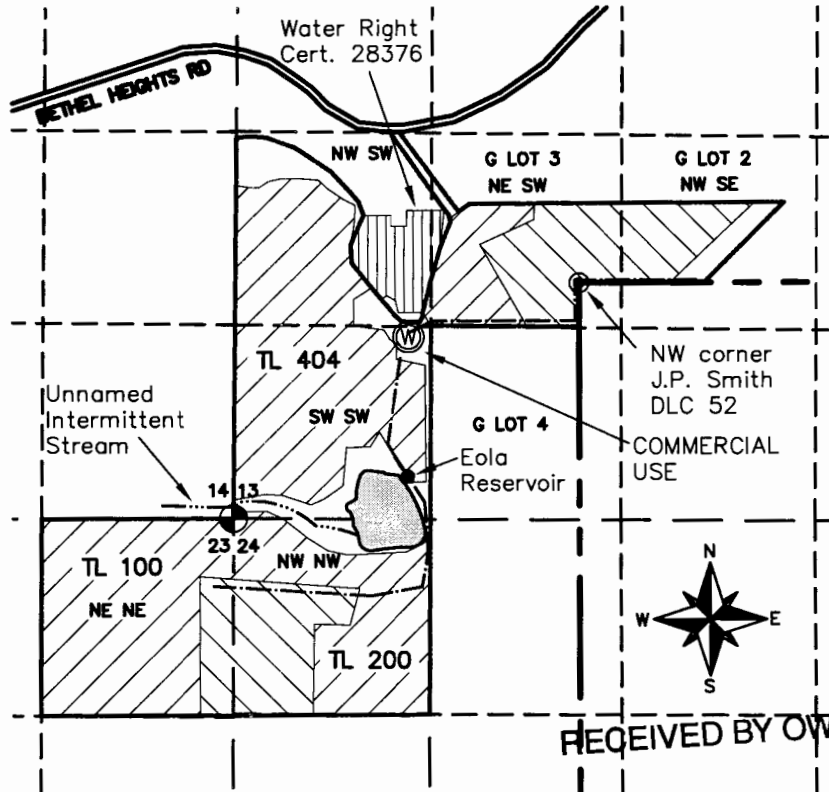 Water Right
Cert. 28376
BETHEL HEIGHTS RD
NW SW
G LOT 3
NE SW
G LOT 2
NW SE
TL 404
W
NW corner
J.P. Smith
DLC 52
Unnamed
Intermittent
Stream
SW SW
G LOT 4
COMMERCIAL
USE
Eola
Reservoir
14 13
23 24
TL 100
NW NW
NE NE
TL 200
N
W E
S
RECEIVED BY OW